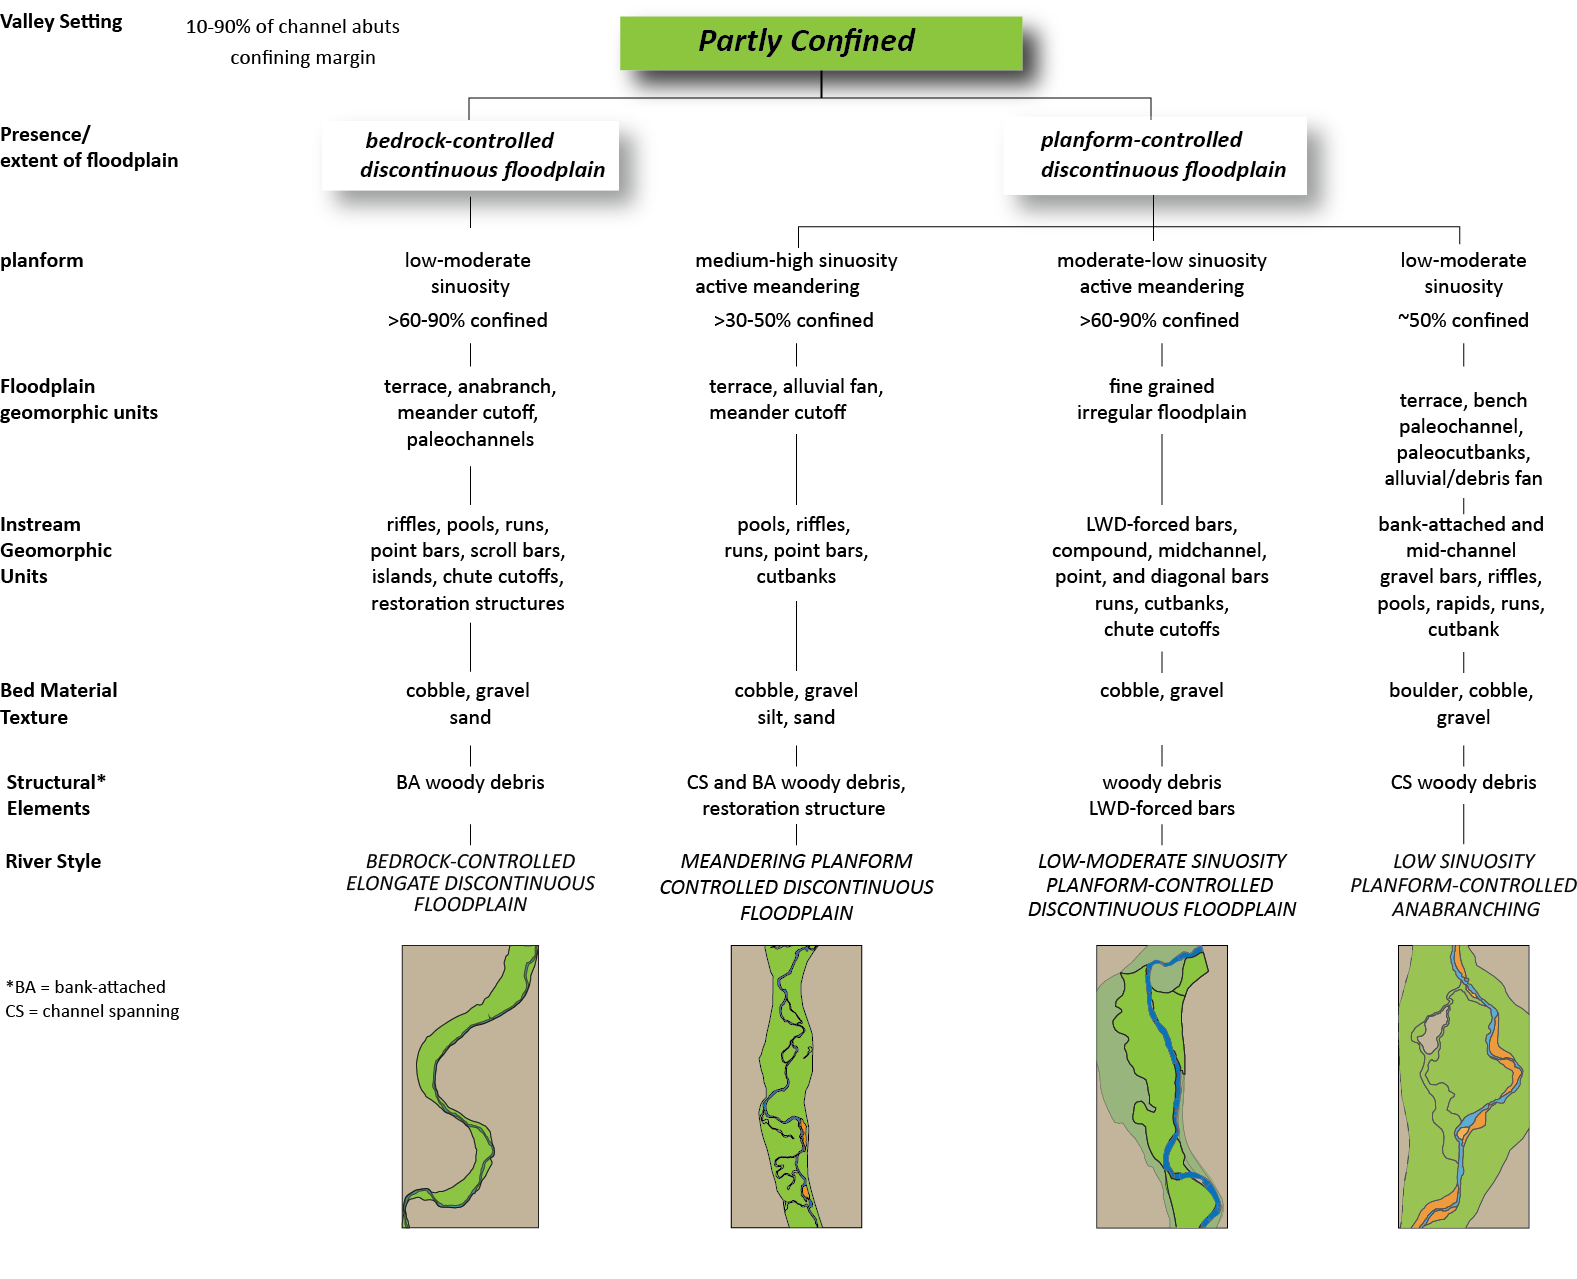 Valley Setting
10-90% of channel abuts
confining margin
Partly Confined
Presence/
extent of floodplain
bedrock-controlled
discontinuous floodplain
planform-controlled
discontinuous floodplain
planform
low-moderate
sinuosity
>60-90% confined
medium-high sinuosity
active meandering
>30-50% confined
moderate-low sinuosity
active meandering
>60-90% confined
low-moderate
sinuosity
~50% confined
Floodplain
geomorphic units
terrace, anabranch,
meander cutoff,
paleochannels
terrace, alluvial fan,
meander cutoff
fine grained
irregular floodplain
terrace, bench
paleochannel,
paleocutbanks,
alluvial/debris fan
Instream
Geomorphic
Units
riffles, pools, runs,
point bars, scroll bars,
islands, chute cutoffs,
restoration structures
pools, riffles,
runs, point bars,
cutbanks
LWD-forced bars,
compound, midchannel,
point, and diagonal bars
runs, cutbanks,
chute cutoffs
bank-attached and
mid-channel
gravel bars, riffles,
pools, rapids, runs,
cutbank
Bed Material
Texture
cobble, gravel
sand
cobble, gravel
silt, sand
cobble, gravel
boulder, cobble,
gravel
Structural*
Elements
BA woody debris
CS and BA woody debris,
restoration structure
woody debris
LWD-forced bars
CS woody debris
River Style
BEDROCK-CONTROLLED
ELONGATE DISCONTINUOUS
FLOODPLAIN
MEANDERING PLANFORM
CONTROLLED DISCONTINUOUS
FLOODPLAIN
LOW-MODERATE SINUOSITY
PLANFORM-CONTROLLED
DISCONTINUOUS FLOODPLAIN
LOW SINUOSITY
PLANFORM-CONTROLLED
ANABRANCHING
*BA = bank-attached
CS = channel spanning